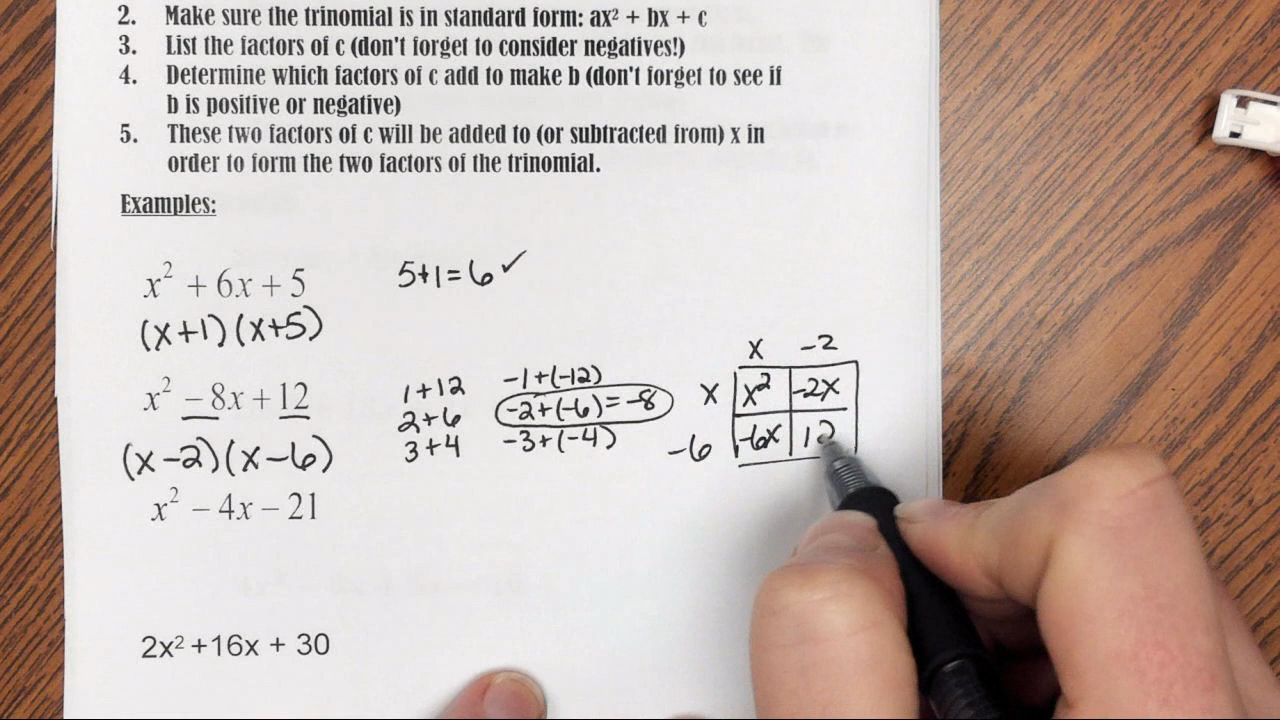 2. Make sure the trinomial is in standard form: ax² + bx + c
3. List the factors of c (don't forget to consider negatives!)
4. Determine which factors of c add to make b (don't forget to see if
b is positive or negative)
5. These two factors of c will be added to (or subtracted from) x in
order to form the two factors of the trinomial.
Examples:
x² + 6x + 5
5+1=6 ✓
(x+1)(x+5)
x² − 8x + 12
(x−2)(x−6)
1+12
2+6
3+4
−1+(−12)
−2+(−6)=−8
−3+(−4)
x −2
x x² −2x
−6 −6x 12
x² − 4x − 21
2x² +16x + 30